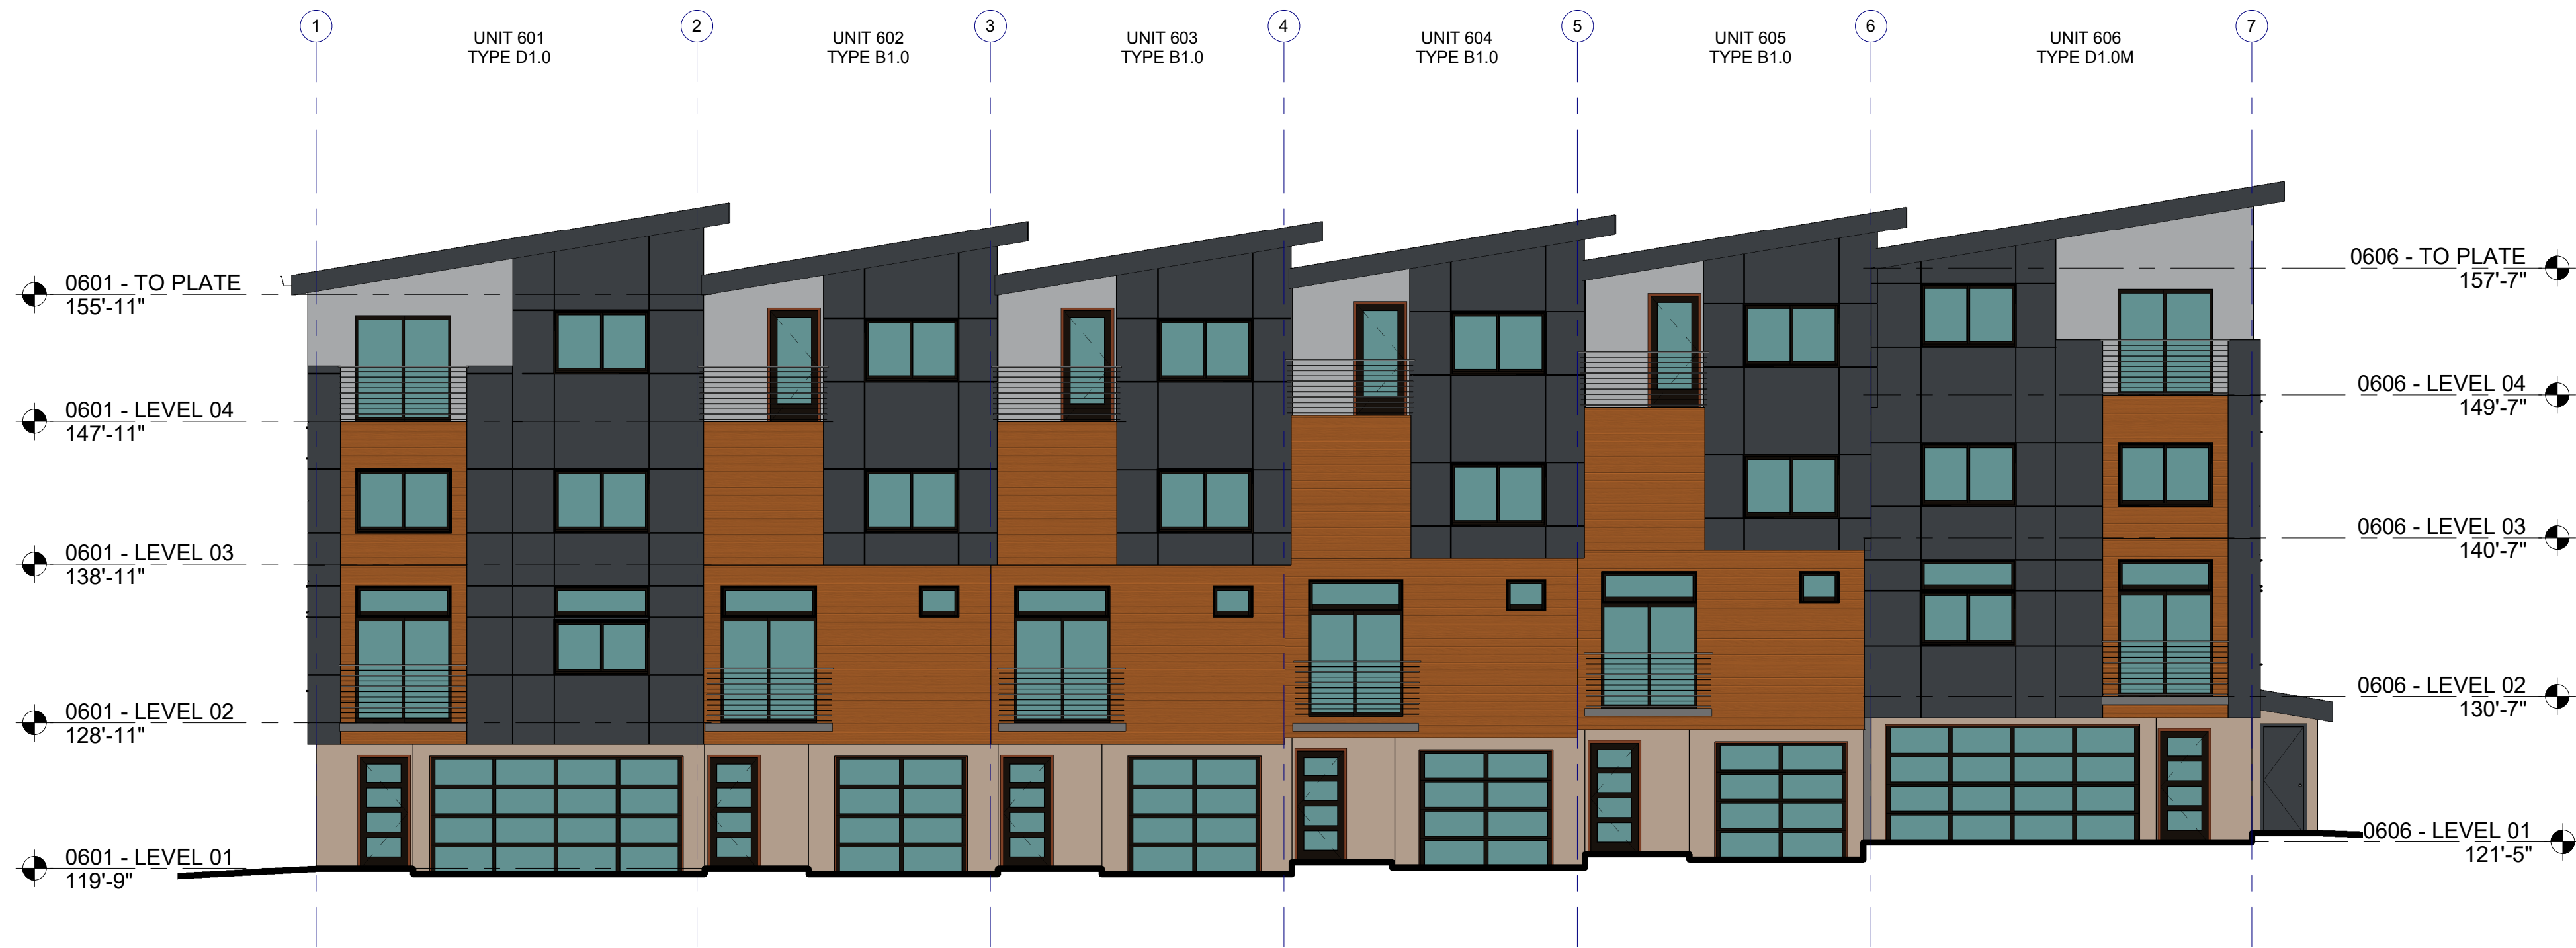 1
2
3
4
5
6
7
UNIT 601
TYPE D1.0
UNIT 602
TYPE B1.0
UNIT 603
TYPE B1.0
UNIT 604
TYPE B1.0
UNIT 605
TYPE B1.0
UNIT 606
TYPE D1.0M
0601 - TO PLATE
155'-11"
0601 - LEVEL 04
147'-11"
0601 - LEVEL 03
138'-11"
0601 - LEVEL 02
128'-11"
0601 - LEVEL 01
119'-9"
0606 - TO PLATE
157'-7"
0606 - LEVEL 04
149'-7"
0606 - LEVEL 03
140'-7"
0606 - LEVEL 02
130'-7"
0606 - LEVEL 01
121'-5"